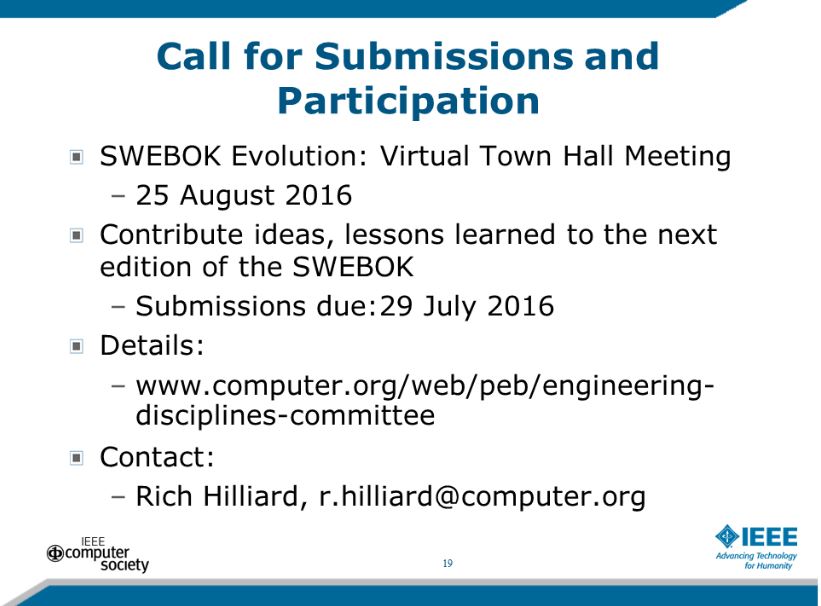 Call for Submissions and
Participation
SWEBOK Evolution: Virtual Town Hall Meeting
– 25 August 2016
Contribute ideas, lessons learned to the next
edition of the SWEBOK
– Submissions due:29 July 2016
Details:
– www.computer.org/web/peb/engineering-
disciplines-committee
Contact:
– Rich Hilliard, r.hilliard@computer.org
IEEE
computer
society
19
IEEE
Advancing Technology
for Humanity